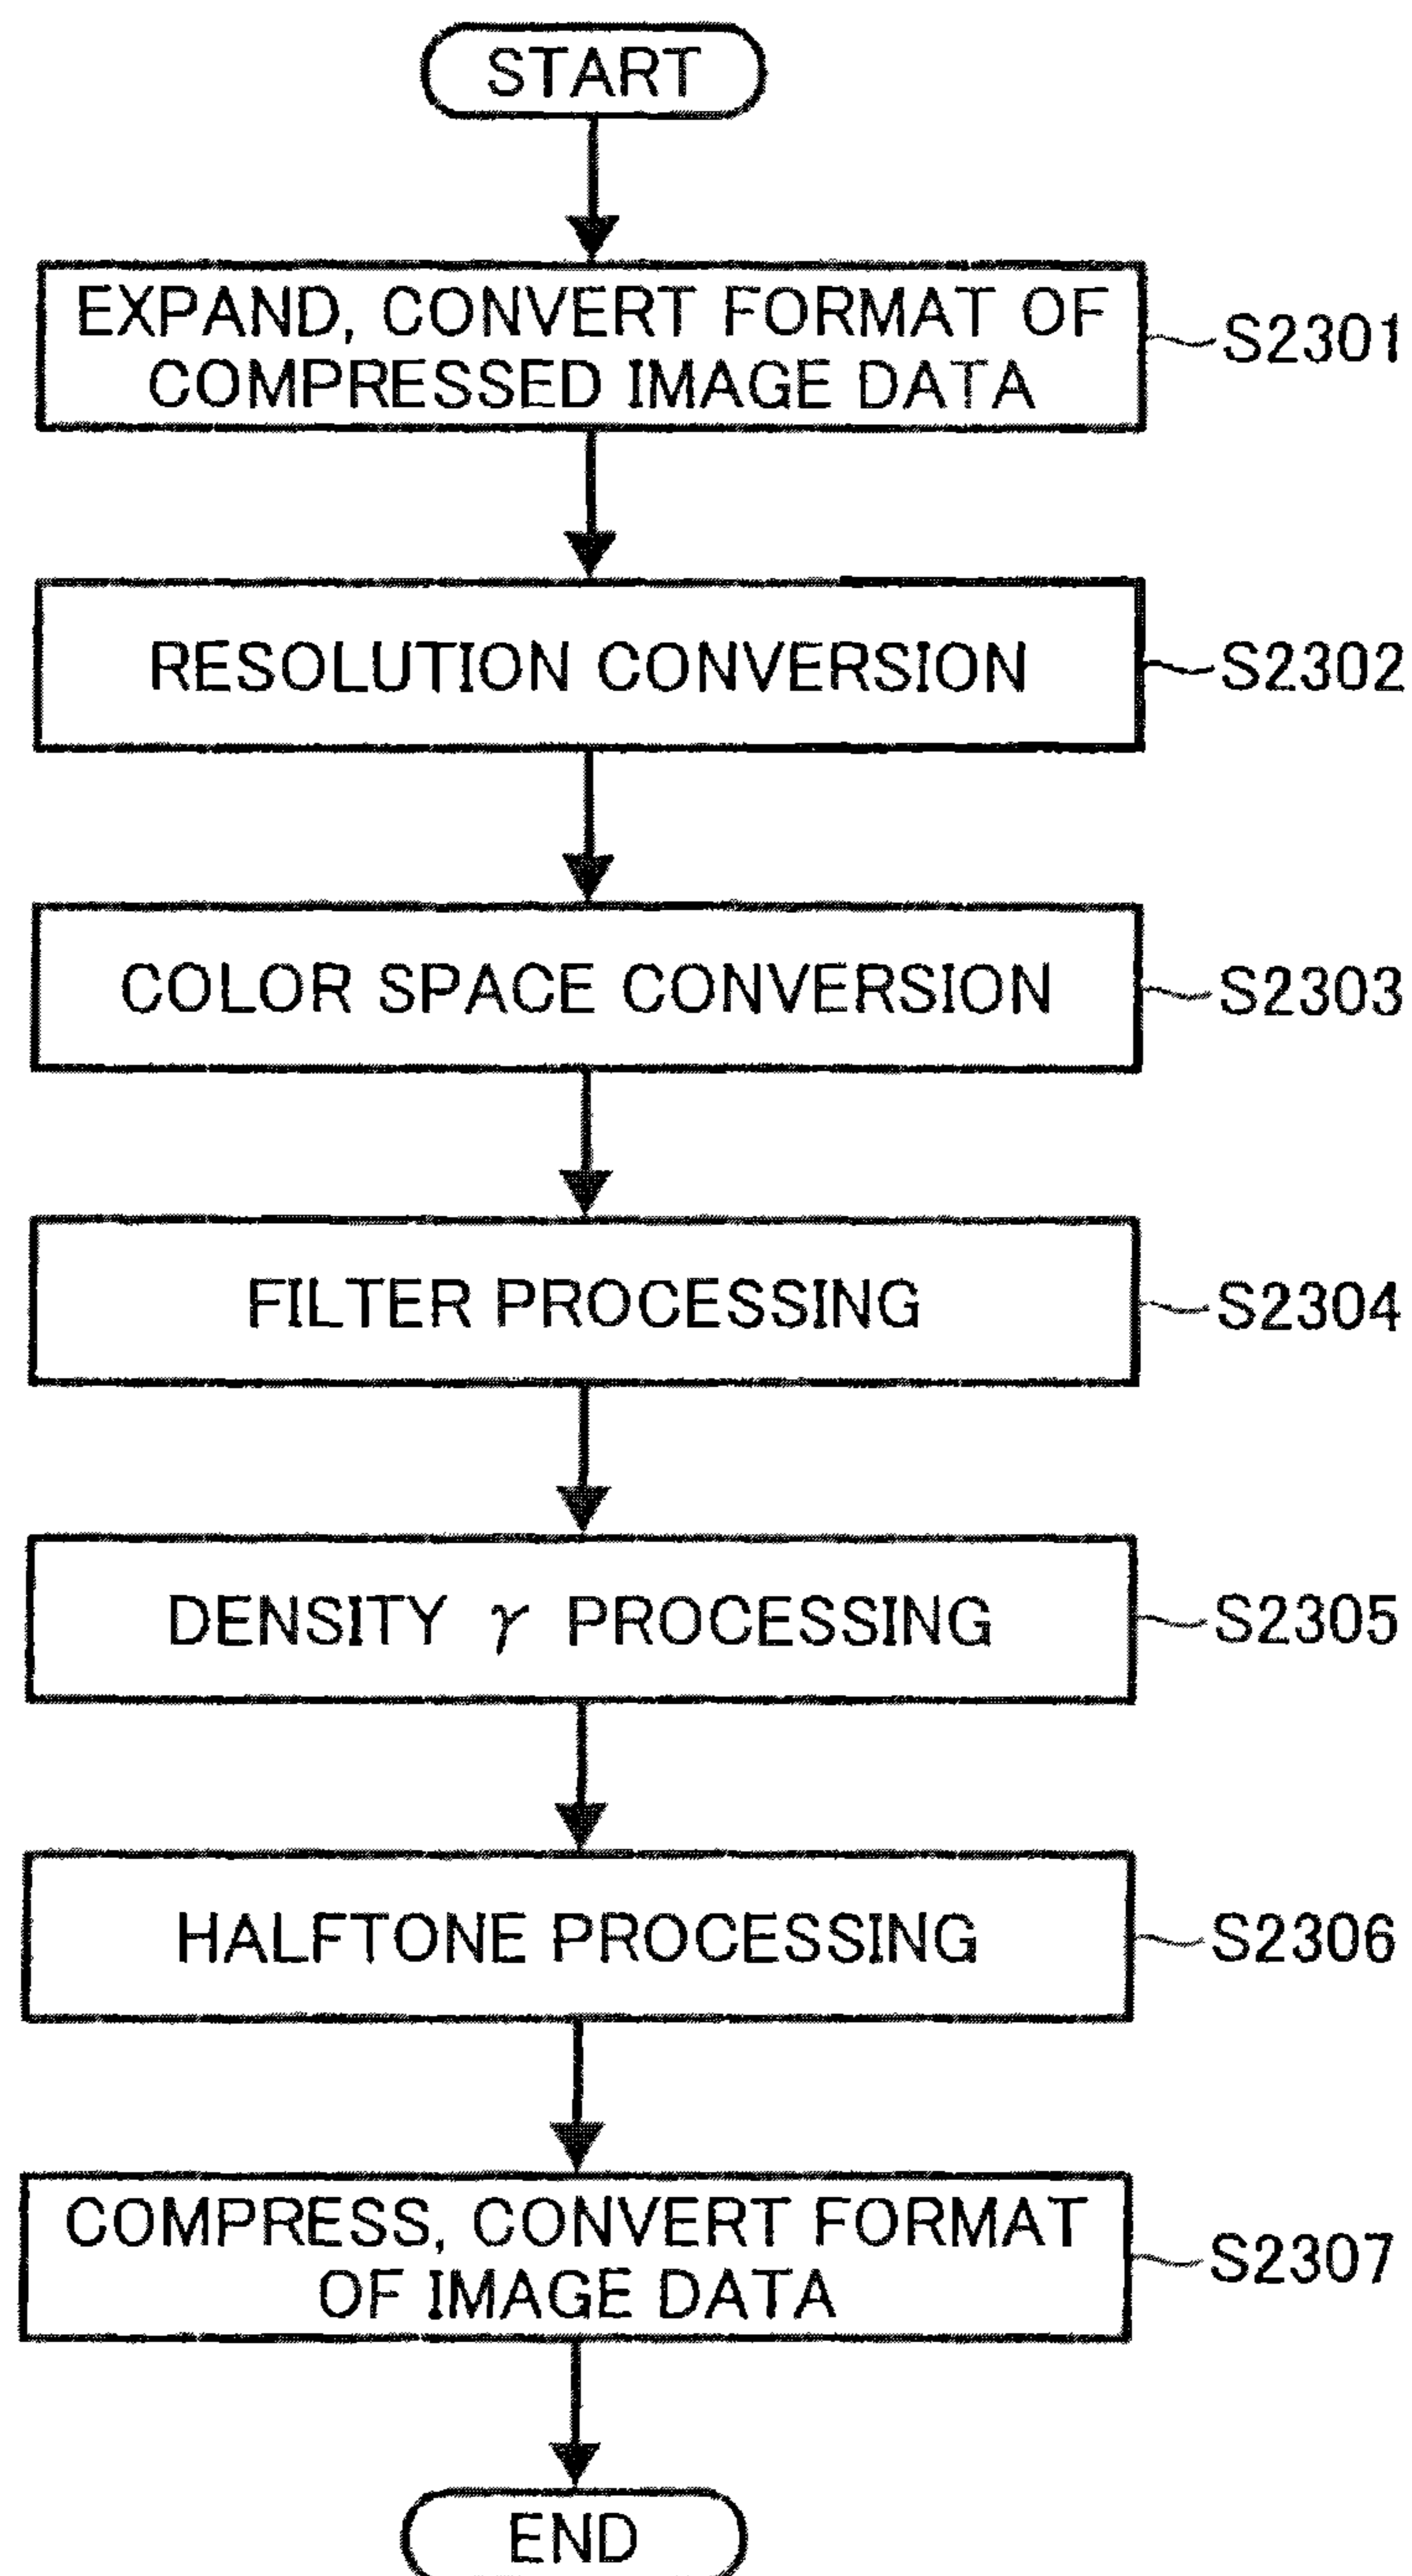 START
EXPAND, CONVERT FORMAT OF
COMPRESSED IMAGE DATA
S2301
RESOLUTION CONVERSION
S2302
COLOR SPACE CONVERSION
S2303
FILTER PROCESSING
S2304
DENSITY γ PROCESSING
S2305
HALFTONE PROCESSING
S2306
COMPRESS, CONVERT FORMAT
OF IMAGE DATA
S2307
END